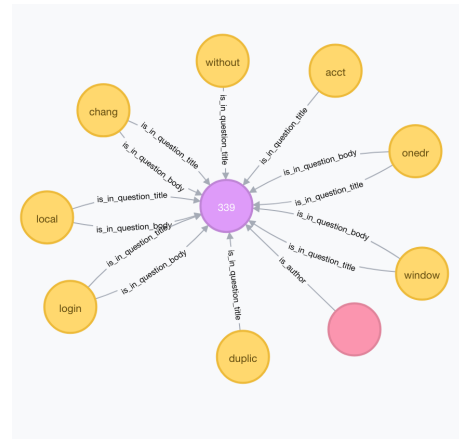 without
acct
chang
is_in_question_title
is_in_question_title
is_in_question_title
is_in_question_body
onedr
is_in_question_body
is_in_question_title
local
is_in_question_title
is_in_question_body
339
is_in_question_body
is_in_question_title
window
is_in_question_title
is_in_question_body
login
is_author
is_in_question_title
duplic